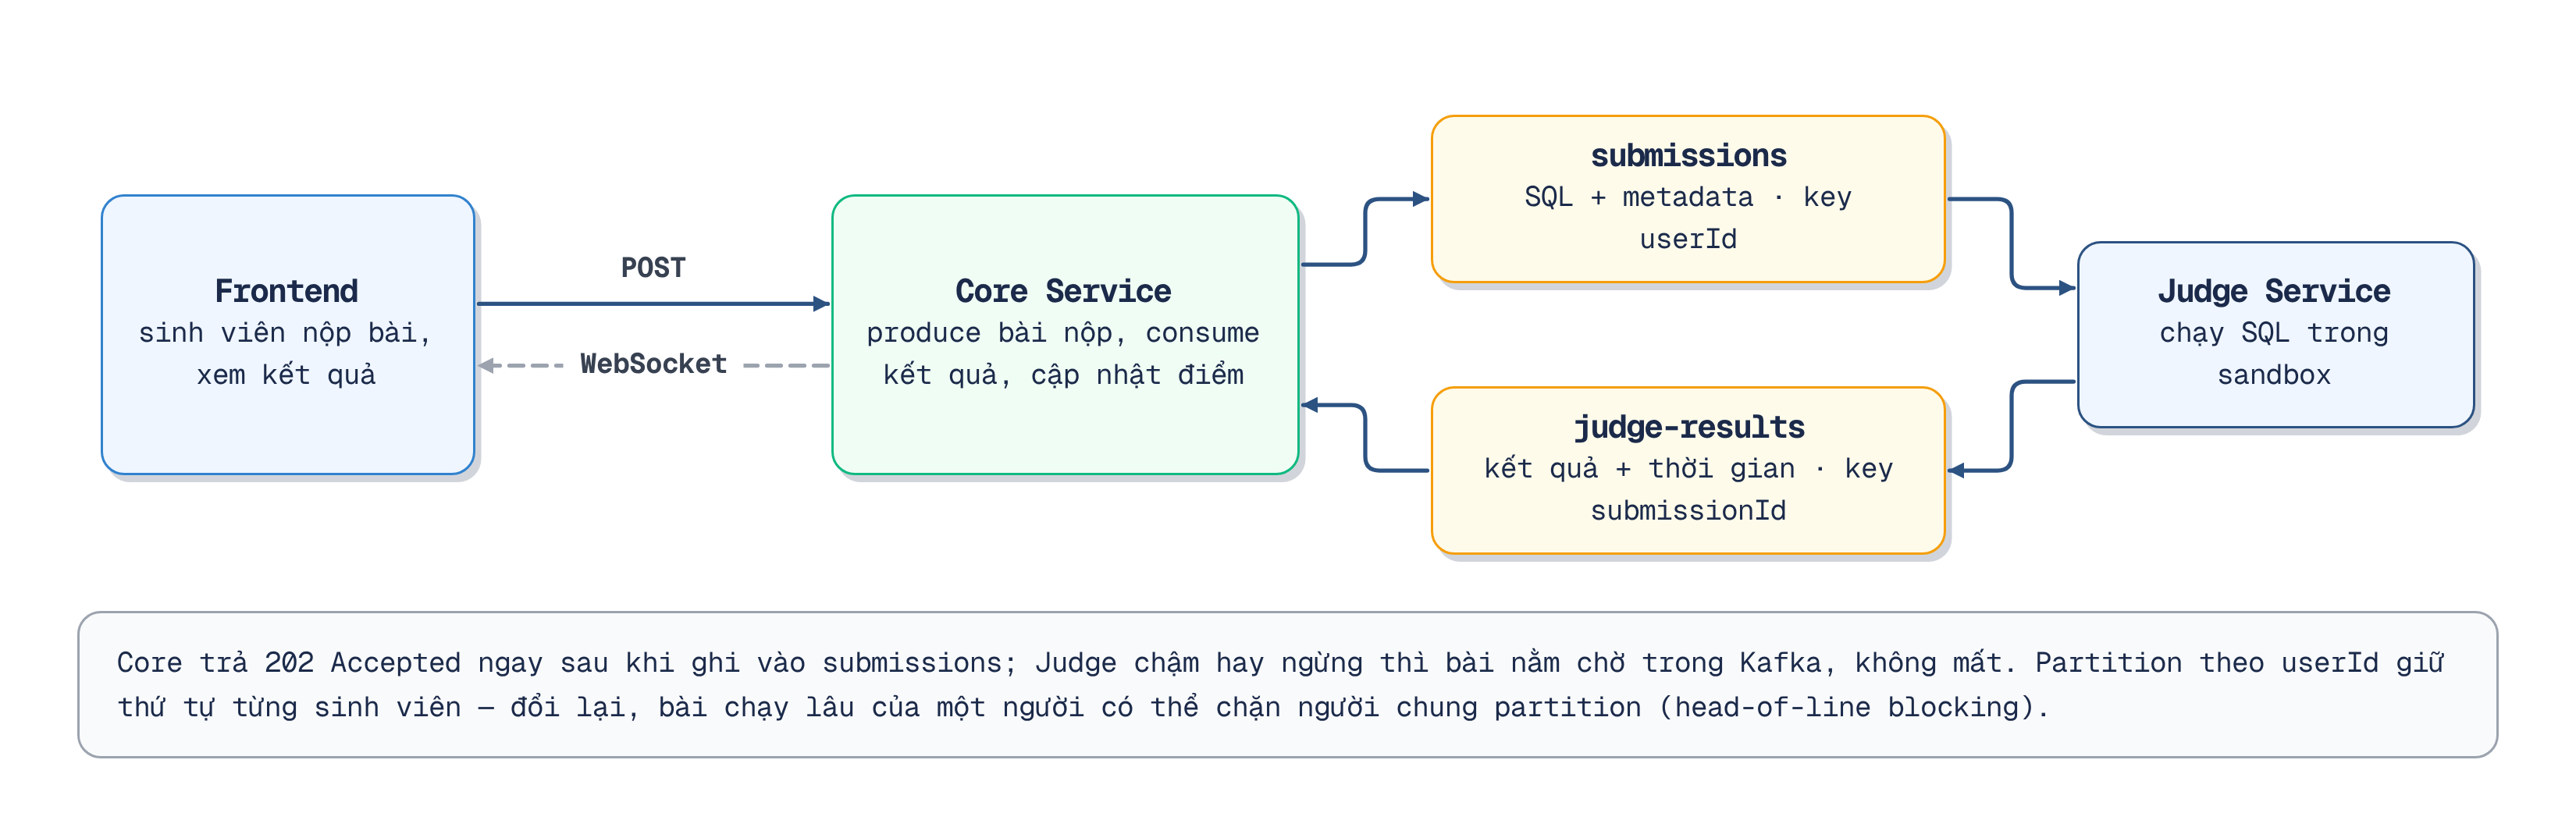 Frontend
sinh viên nộp bài,
xem kết quả
POST
WebSocket
Core Service
produce bài nộp, consume
kết quả, cập nhật điểm
submissions
SQL + metadata · key
userId
judge-results
kết quả + thời gian · key
submissionId
Judge Service
chạy SQL trong
sandbox
Core trả 202 Accepted ngay sau khi ghi vào submissions; Judge chậm hay ngừng thì bài nằm chờ trong Kafka, không mất. Partition theo userId giữ
thứ tự từng sinh viên — đổi lại, bài chạy lâu của một người có thể chặn người chung partition (head-of-line blocking).